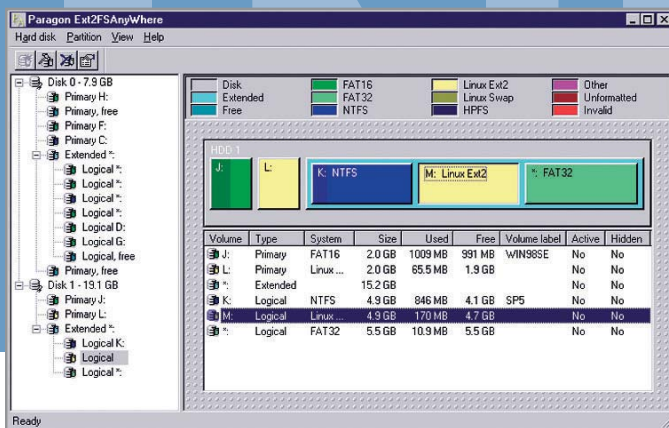 Paragon Ext2FSAnyWhere
Hard disk Partition View Help
Disk 0 - 7.9 GB
Primary H:
Primary, free
Primary F:
Primary C:
Extended *:
Logical *:
Logical *:
Logical *:
Logical *:
Logical D:
Logical G:
Logical, free
Primary, free
Disk 1 - 19.1 GB
Primary J:
Primary L:
Extended *:
Logical K:
Logical
Logical *:
Disk FAT16 Linux Ext2 Other
Extended FAT32 Linux Swap Unformatted
Free NTFS HPFS Invalid
HDD 1
J: L: K: NTFS M: Linux Ext2 *: FAT32
Volume Type System Size Used Free Volume label Active Hidden
J: Primary FAT16 2.0 GB 1009 MB 991 MB WIN98SE No No
L: Primary Linux ... 2.0 GB 65.5 MB 1.9 GB No No
*: Extended 15.2 GB No No
K: Logical NTFS 4.9 GB 846 MB 4.1 GB SP5 No No
M: Logical Linux ... 4.9 GB 170 MB 4.7 GB No No
*: Logical FAT32 5.5 GB 10.9 MB 5.5 GB No No
Ready